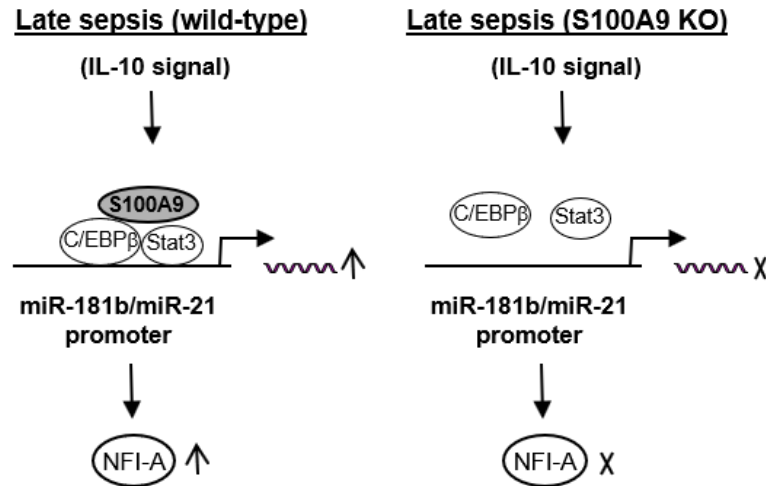 Late sepsis (wild-type)
(IL-10 signal)
S100A9
C/EBPβ
Stat3
miR-181b/miR-21
promoter
NFI-A
Late sepsis (S100A9 KO)
(IL-10 signal)
C/EBPβ
Stat3
X
miR-181b/miR-21
promoter
NFI-A X